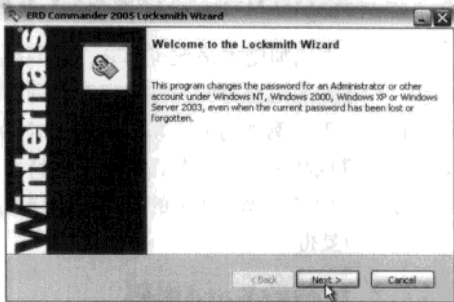 ERD Commander 2005 Locksmith Wizard
Winternals
Welcome to the Locksmith Wizard
This program changes the password for an Administrator or other
account under Windows NT, Windows 2000, Windows XP or Windows
Server 2003, even when the current password has been lost or
forgotten.
< Back
Next >
Cancel